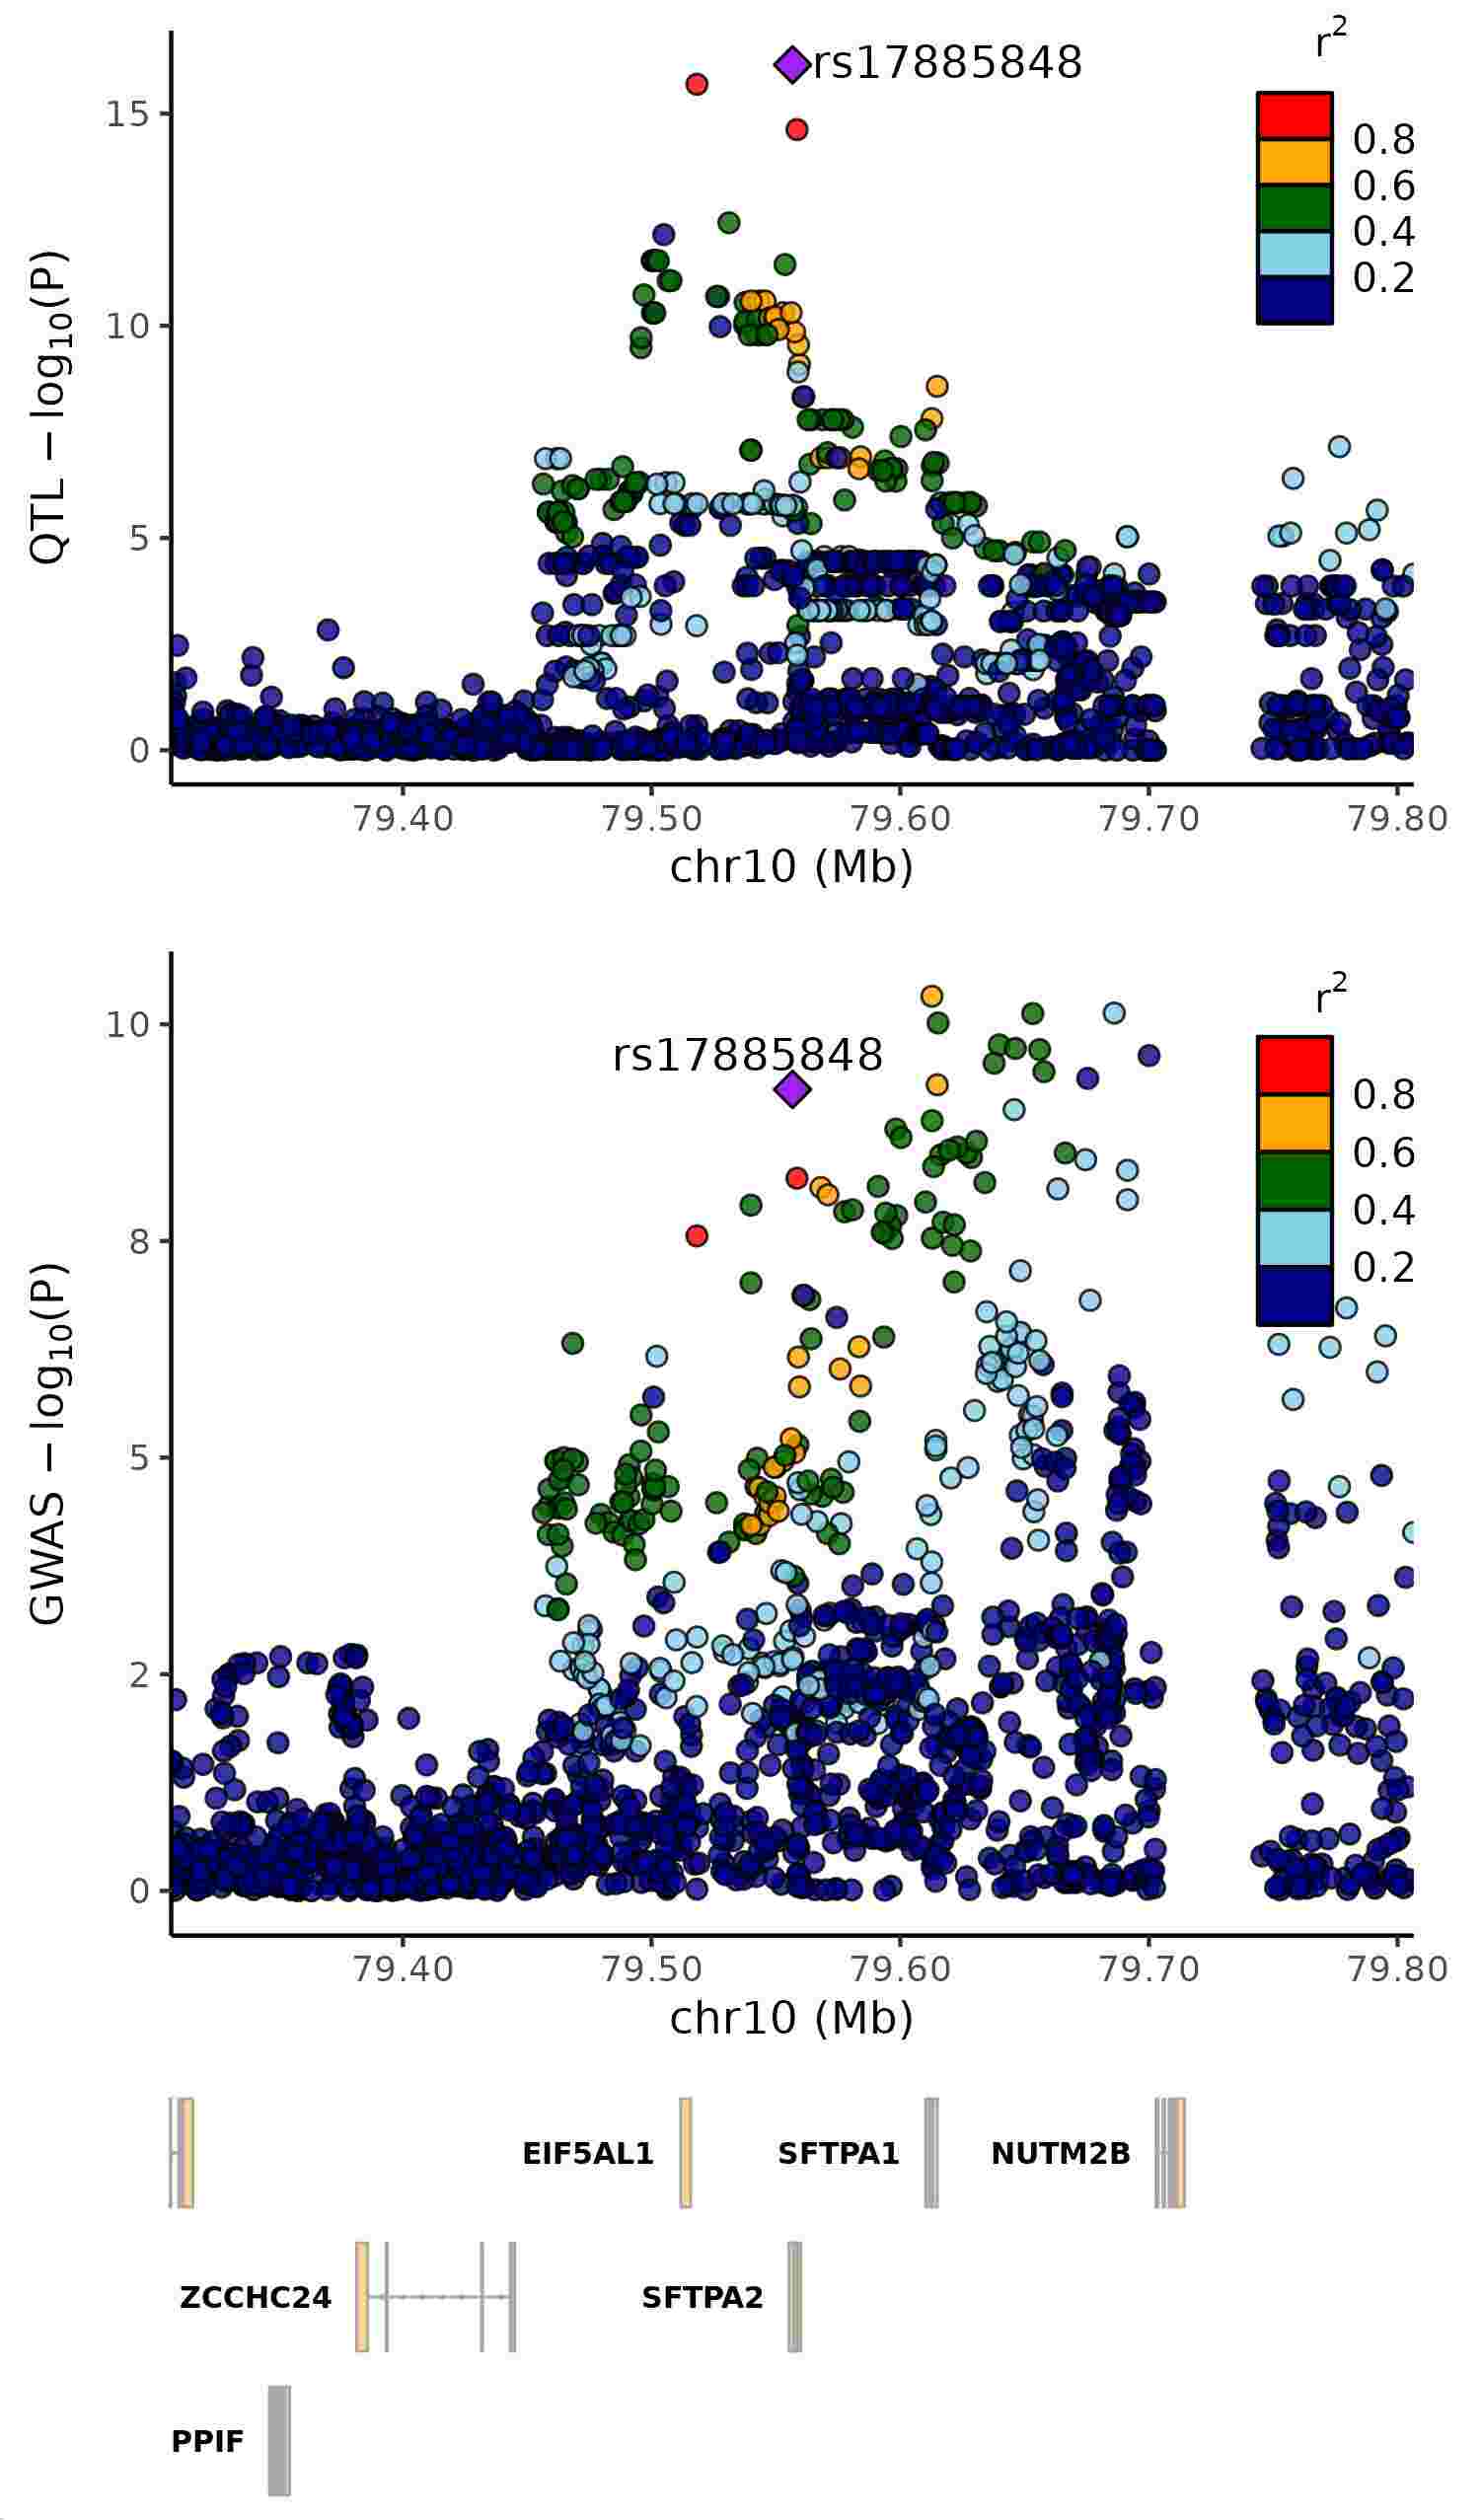 r²
rs17885848
15
10
5
0
0.8
0.6
0.4
0.2
QTL −log₁₀(P)
79.40 79.50 79.60 79.70 79.80
chr10 (Mb)
r²
rs17885848
10
8
5
2
0
0.8
0.6
0.4
0.2
GWAS −log₁₀(P)
79.40 79.50 79.60 79.70 79.80
chr10 (Mb)
EIF5AL1 SFTPA1 NUTM2B
ZCCHC24 SFTPA2
PPIF